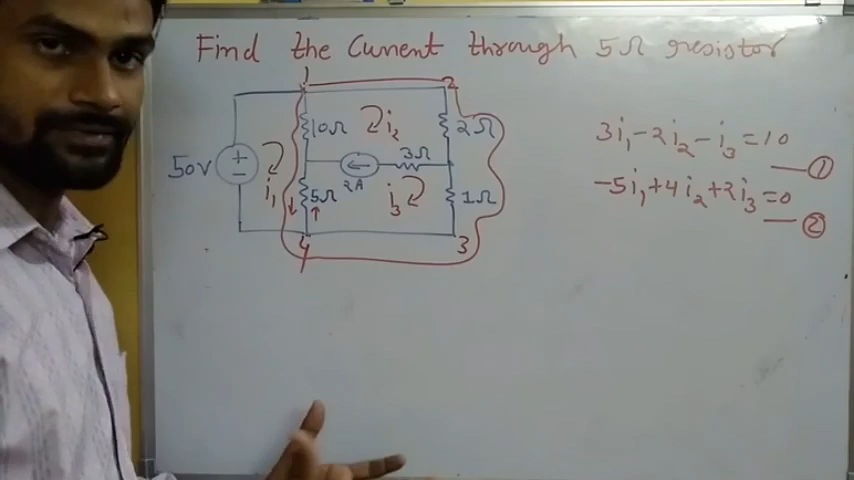 Find the Current through 5Ω resistor
1 2
10Ω i₂ 2Ω
50V + − i₁ 2A 3Ω
5Ω i₃ 1Ω
4 3
3i₁-2i₂-i₃=10
①
-5i₁+4i₂+2i₃=0
②